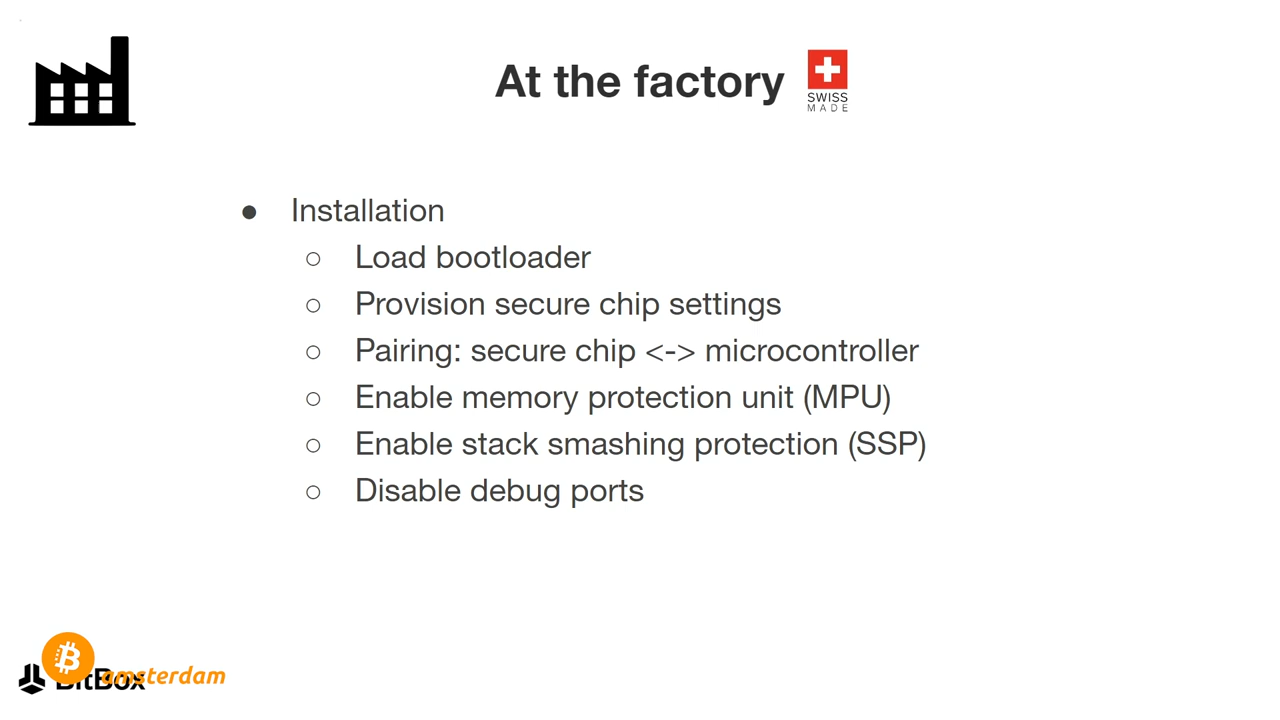 At the factory
SWISS
MADE
● Installation
○ Load bootloader
○ Provision secure chip settings
○ Pairing: secure chip <-> microcontroller
○ Enable memory protection unit (MPU)
○ Enable stack smashing protection (SSP)
○ Disable debug ports
amsterdam
BitBox